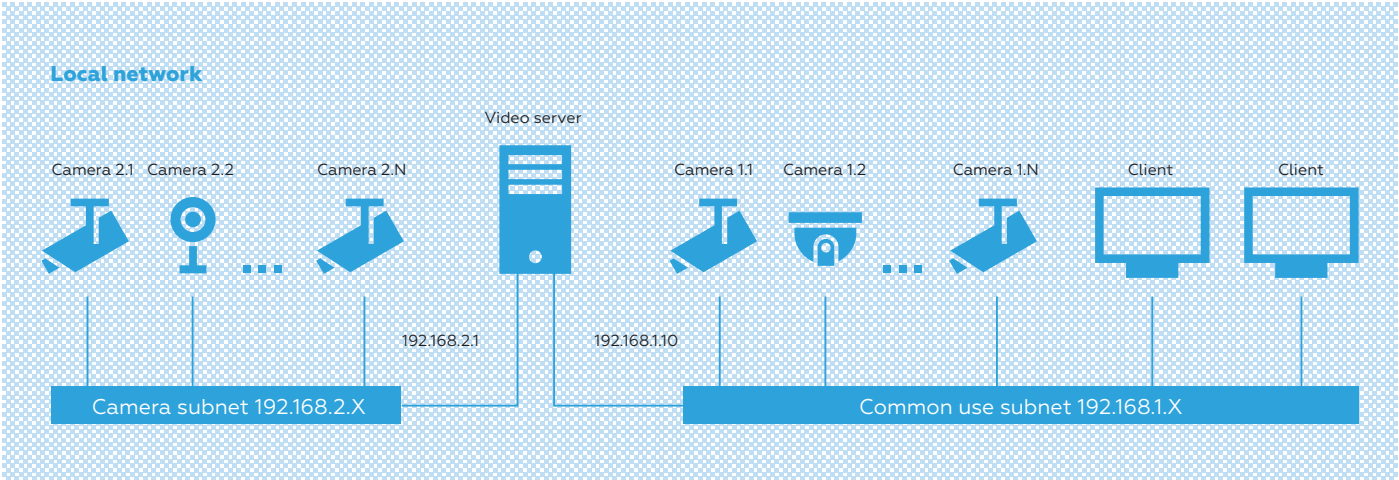 Local network
Video server
Camera 2.1 Camera 2.2 Camera 2.N Camera 1.1 Camera 1.2 Camera 1.N Client Client
192.168.2.1 192.168.1.10
Camera subnet 192.168.2.X Common use subnet 192.168.1.X